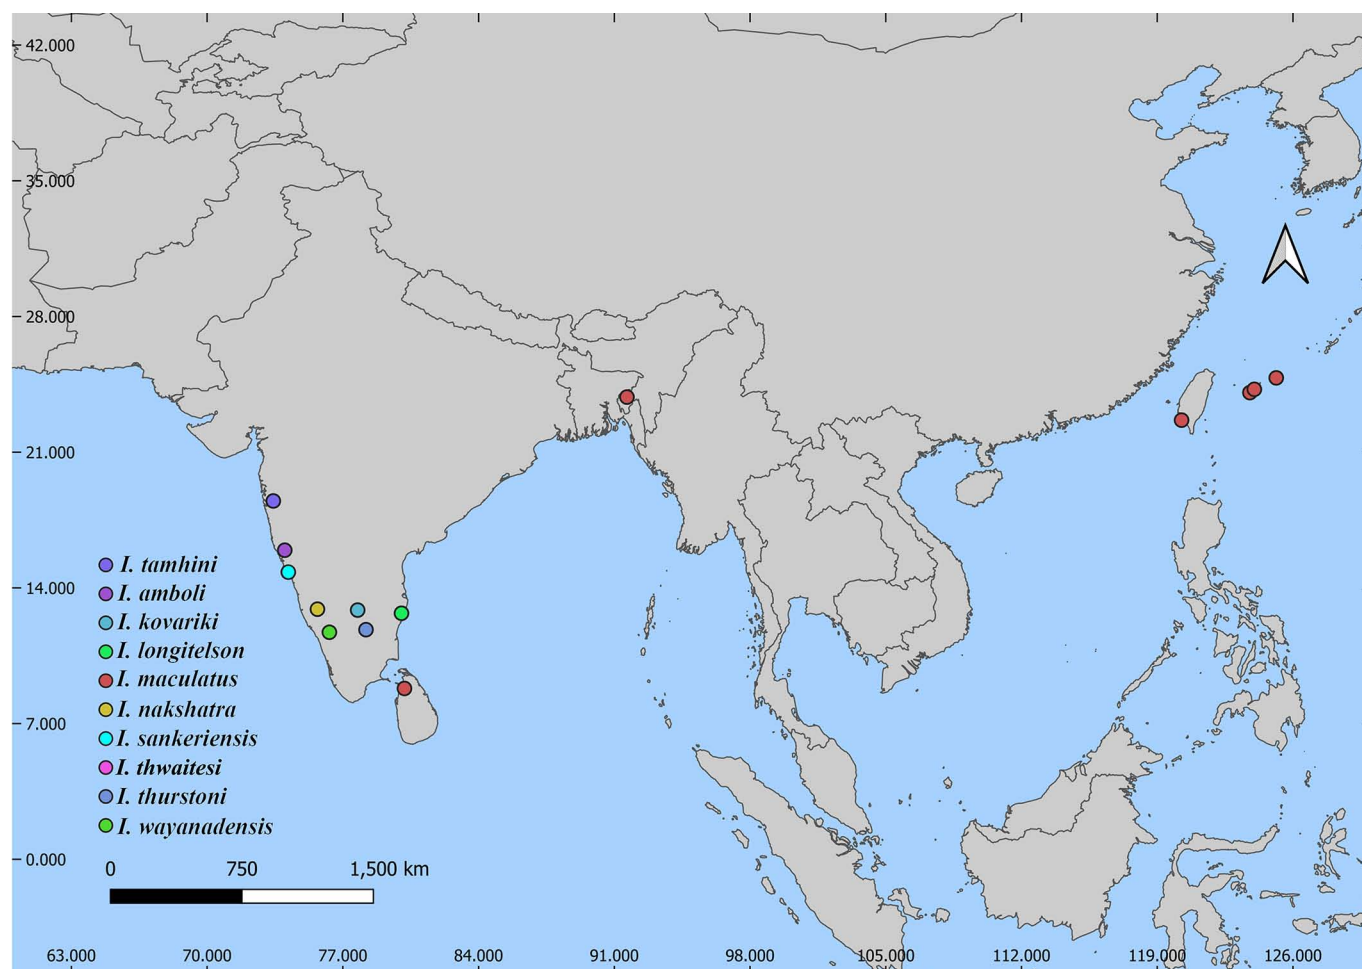 42.000
35.000
28.000
21.000
14.000
7.000
0.000
I. tamhini
I. amboli
I. kovariki
I. longitelson
I. maculatus
I. nakshatra
I. sankeriensis
I. thwaitesi
I. thurstoni
I. wayanadensis
0 750 1,500 km
63.000 70.000 77.000 84.000 91.000 98.000 105.000 112.000 119.000 126.000